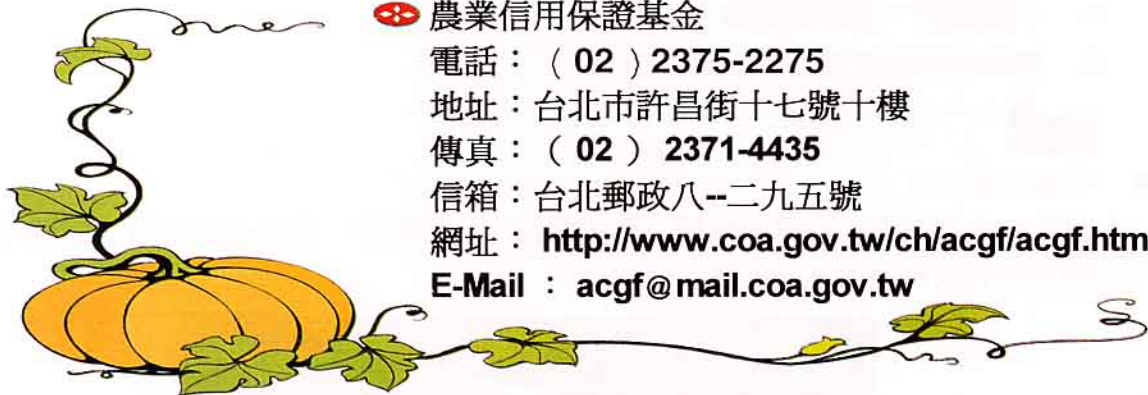 農業信用保證基金
電話：（02）2375-2275
地址：台北市許昌街十七號十樓
傳真：（02） 2371-4435
信箱：台北郵政八--二九五號
網址： http://www.coa.gov.tw/ch/acgf/acgf.htm
E-Mail ： acgf@mail.coa.gov.tw